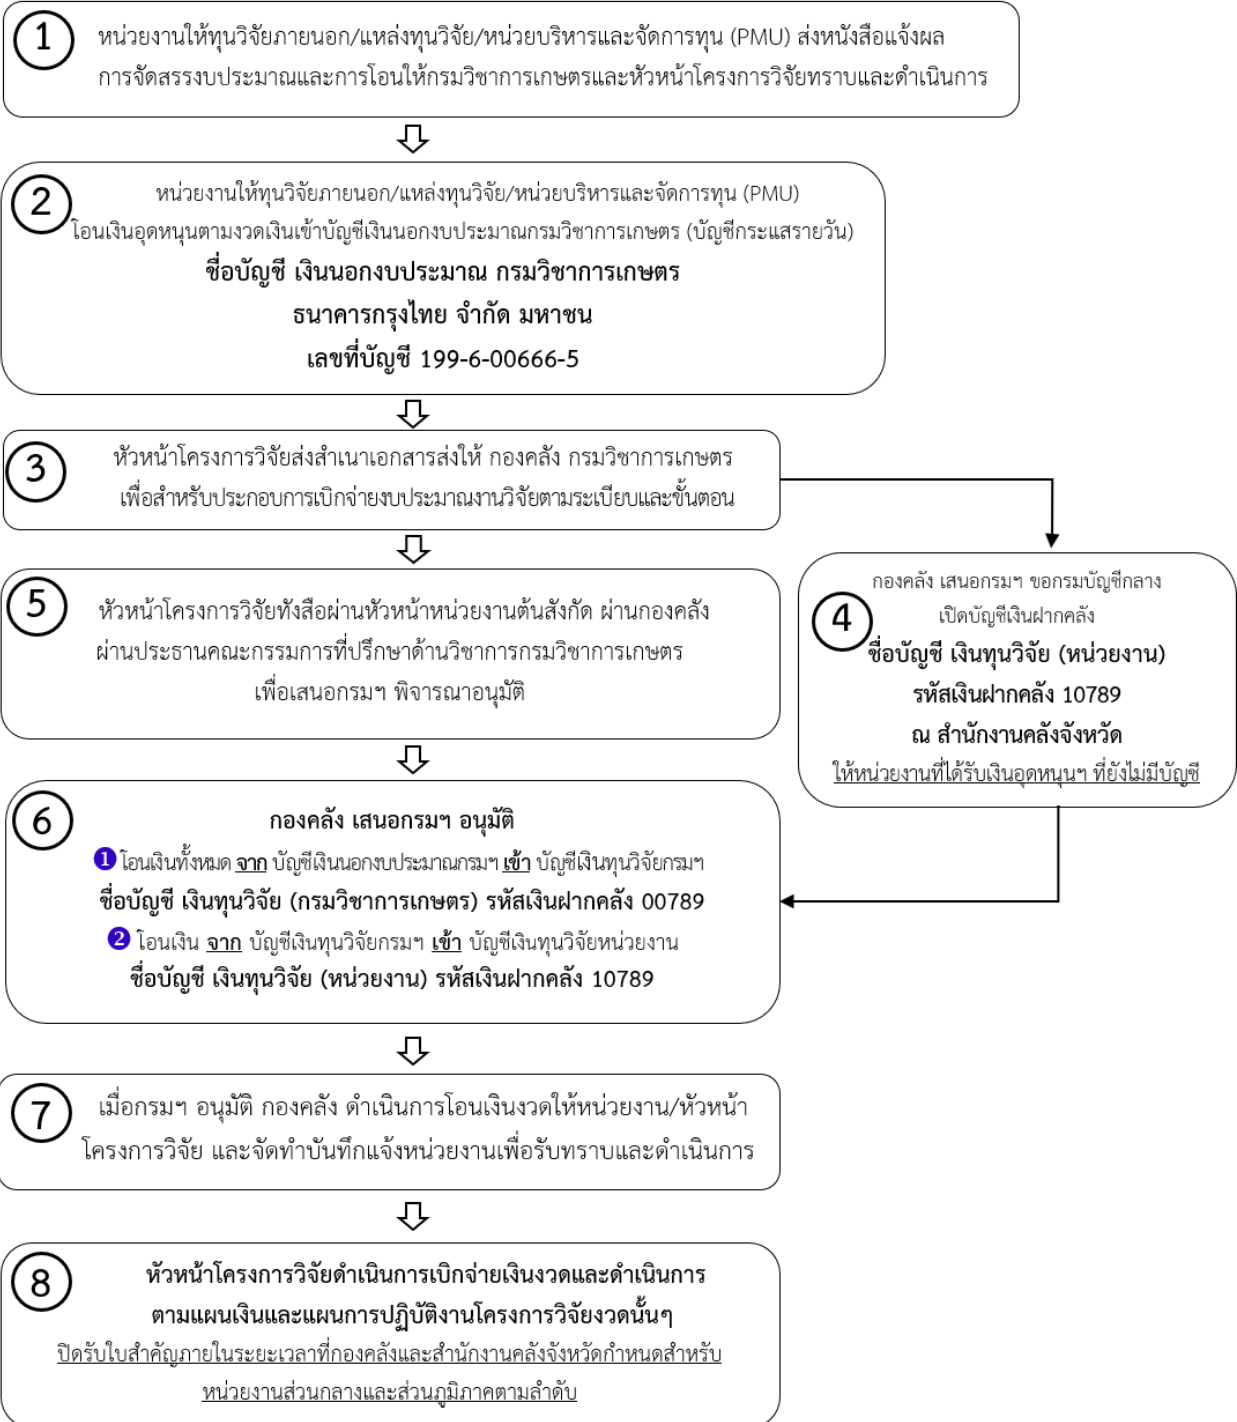 1
หน่วยงานให้ทุนวิจัยภายนอก/แหล่งทุนวิจัย/หน่วยบริหารและจัดการทุน (PMU) ส่งหนังสือแจ้งผล
การจัดสรรงบประมาณและการโอนให้กรมวิชาการเกษตรและหัวหน้าโครงการวิจัยทราบและดำเนินการ
2
หน่วยงานให้ทุนวิจัยภายนอก/แหล่งทุนวิจัย/หน่วยบริหารและจัดการทุน (PMU)
โอนเงินอุดหนุนตามงวดเงินเข้าบัญชีเงินนอกงบประมาณกรมวิชาการเกษตร (บัญชีกระแสรายวัน)
ชื่อบัญชี เงินนอกงบประมาณ กรมวิชาการเกษตร
ธนาคารกรุงไทย จำกัด มหาชน
เลขที่บัญชี 199-6-00666-5
3
หัวหน้าโครงการวิจัยส่งสำเนาเอกสารส่งให้ กองคลัง กรมวิชาการเกษตร
เพื่อสำหรับประกอบการเบิกจ่ายงบประมาณงานวิจัยตามระเบียบและขั้นตอน
4
กองคลัง เสนอกรมฯ ขอกรมบัญชีกลาง
เปิดบัญชีเงินฝากคลัง
ชื่อบัญชี เงินทุนวิจัย (หน่วยงาน)
รหัสเงินฝากคลัง 10789
ณ สำนักงานคลังจังหวัด
ให้หน่วยงานที่ได้รับเงินอุดหนุนฯ ที่ยังไม่มีบัญชี
5
หัวหน้าโครงการวิจัยทังสือผ่านหัวหน้าหน่วยงานต้นสังกัด ผ่านกองคลัง
ผ่านประธานคณะกรรมการที่ปรึกษาด้านวิชาการกรมวิชาการเกษตร
เพื่อเสนอกรมฯ พิจารณาอนุมัติ
6
กองคลัง เสนอกรมฯ อนุมัติ
❶ โอนเงินทั้งหมด จาก บัญชีเงินนอกงบประมาณกรมฯ เข้า บัญชีเงินทุนวิจัยกรมฯ
ชื่อบัญชี เงินทุนวิจัย (กรมวิชาการเกษตร) รหัสเงินฝากคลัง 00789
❷ โอนเงิน จาก บัญชีเงินทุนวิจัยกรมฯ เข้า บัญชีเงินทุนวิจัยหน่วยงาน
ชื่อบัญชี เงินทุนวิจัย (หน่วยงาน) รหัสเงินฝากคลัง 10789
7
เมื่อกรมฯ อนุมัติ กองคลัง ดำเนินการโอนเงินงวดให้หน่วยงาน/หัวหน้า
โครงการวิจัย และจัดทำบันทึกแจ้งหน่วยงานเพื่อรับทราบและดำเนินการ
8
หัวหน้าโครงการวิจัยดำเนินการเบิกจ่ายเงินงวดและดำเนินการ
ตามแผนเงินและแผนการปฏิบัติงานโครงการวิจัยงวดนั้นๆ
ปิดรับใบสำคัญภายในระยะเวลาที่กองคลังและสำนักงานคลังจังหวัดกำหนดสำหรับ
หน่วยงานส่วนกลางและส่วนภูมิภาคตามลำดับ